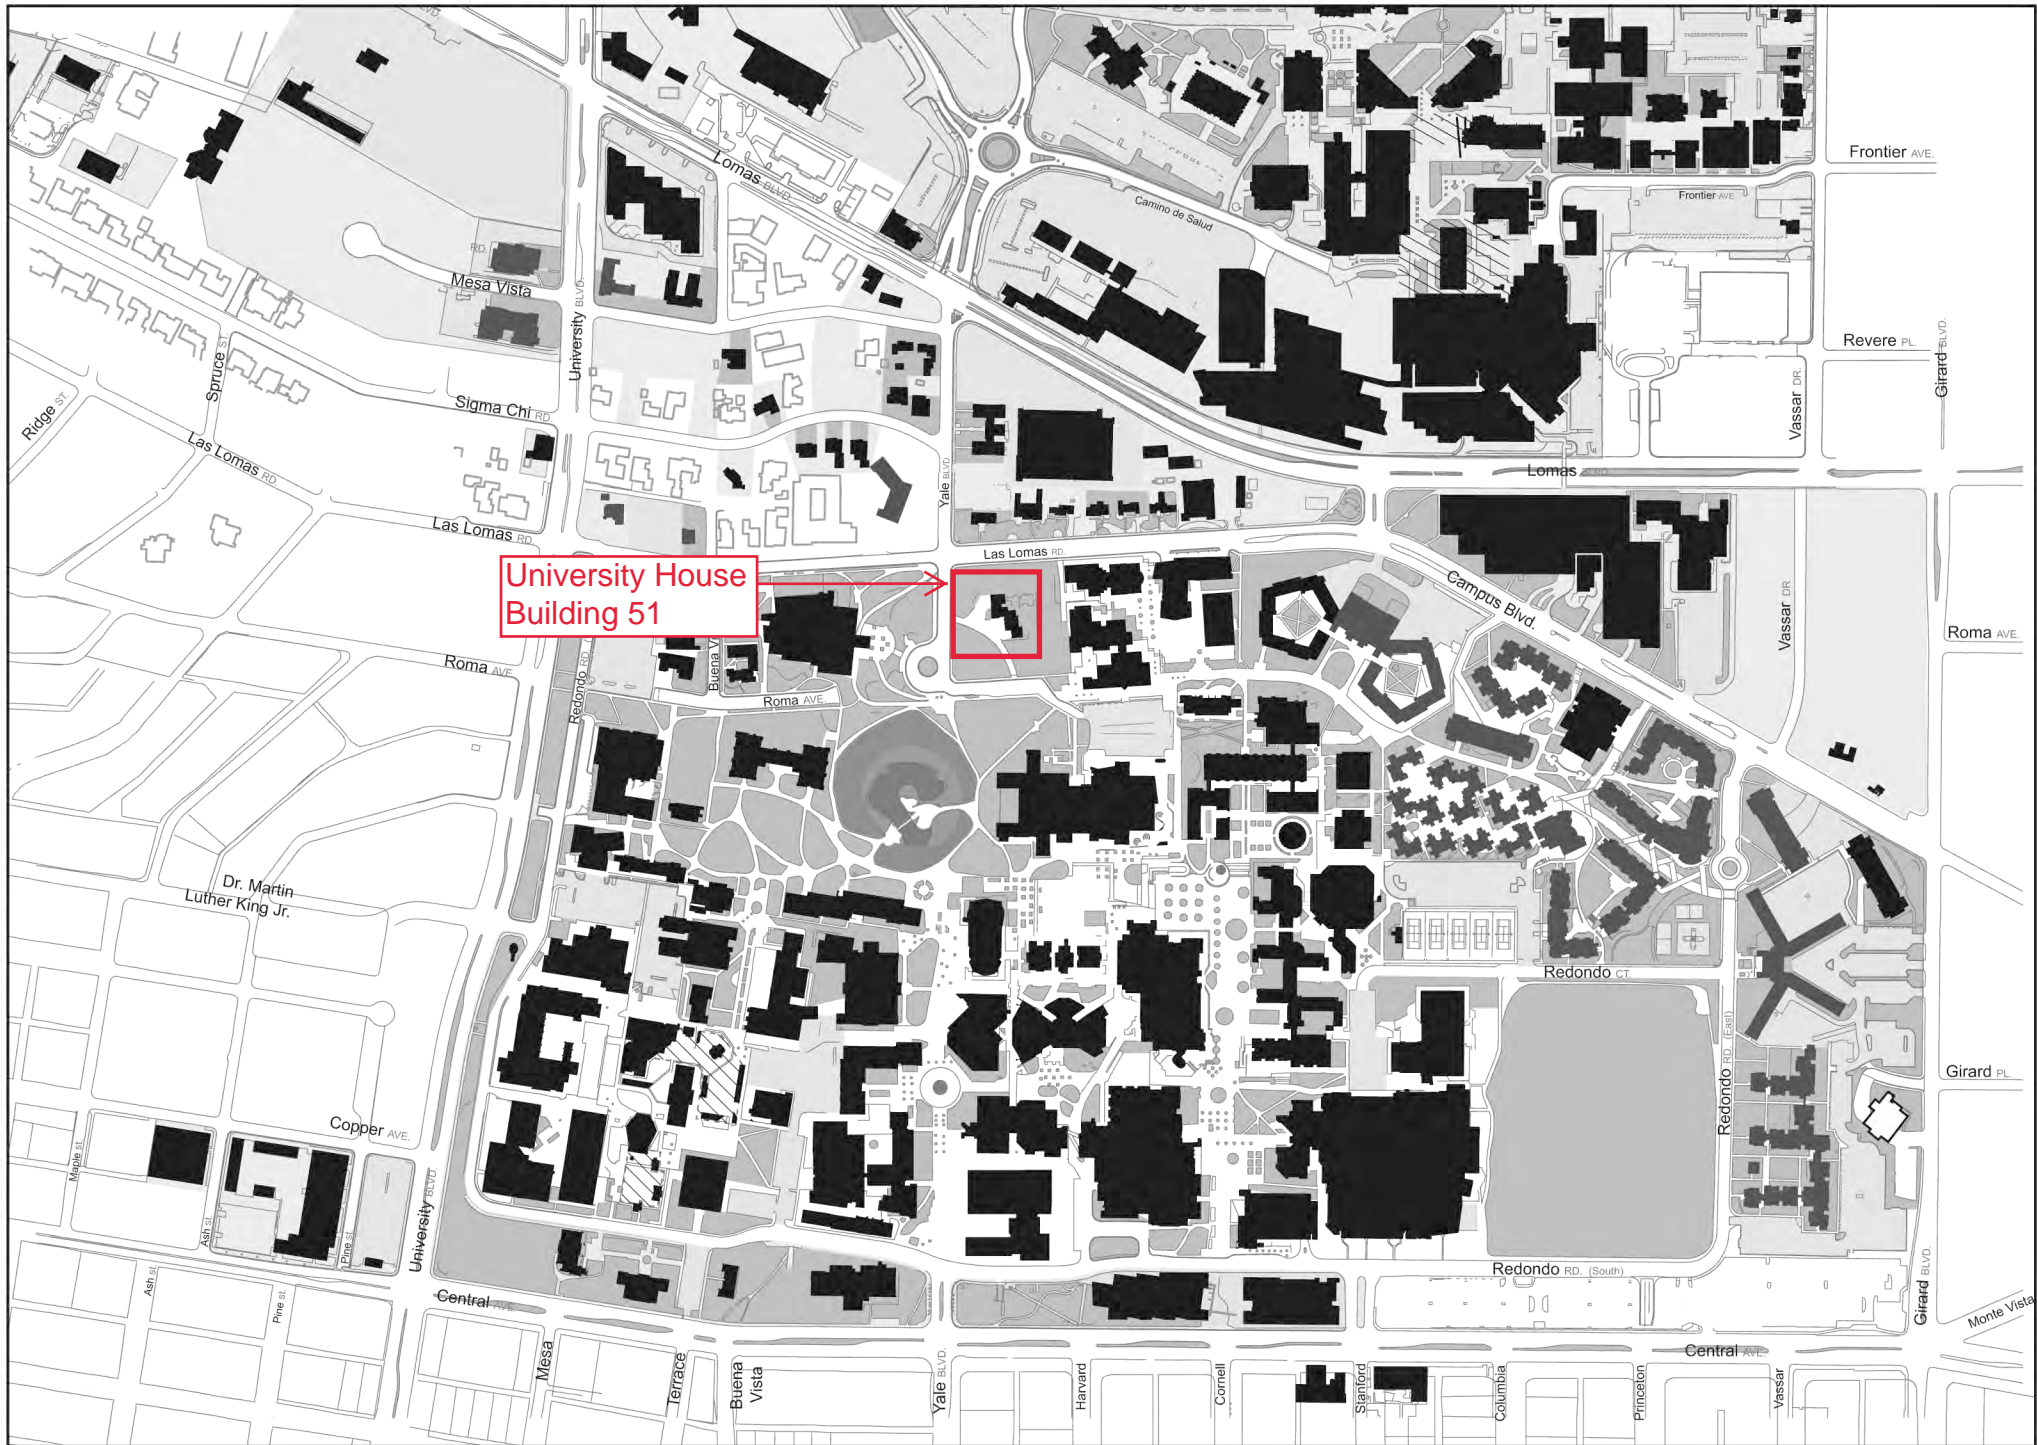 BLVD.
Lomas BLVD.
Camino de Salud
Frontier AVE.
Frontier AVE.
RD.
Mesa Vista
University BLVD.
Spruce ST.
Revere PL.
Girard BLVD.
Vassar DR.
Ridge ST.
Sigma Chi RD.
Las Lomas RD.
Lomas BLVD.
Yale BLVD.
Las Lomas RD.
Las Lomas RD.
University House
Building 51
Campus Blvd.
Vassar DR.
Roma AVE.
Roma AVE.
Redondo RD.
Buena V
Roma AVE.
Dr. Martin
Luther King Jr.
Redondo CT.
Redondo RD. (East)
Girard PL.
Copper AVE.
Maple st.
Ash st.
Pine st.
University BLVD.
Redondo RD. (South)
Girard BLVD.
Monte Vista
Central AVE.
Central AVE.
Ash st.
Pine st.
Mesa
Terrace
Buena
Vista
Yale BLVD.
Harvard
Cornell
Stanford
Columbia
Princeton
Vassar